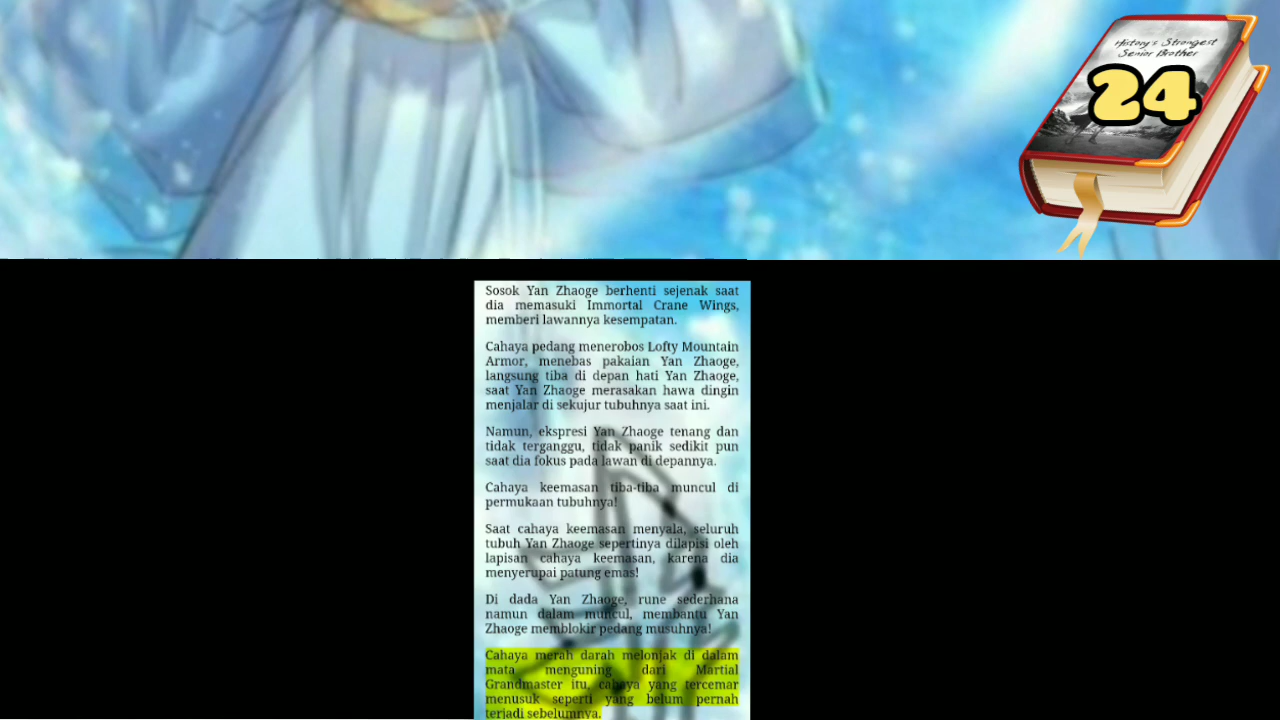 History's Strongest
Senior Brother
24
Sosok Yan Zhaoge berhenti sejenak saat
dia memasuki Immortal Crane Wings,
memberi lawannya kesempatan.
Cahaya pedang menerobos Lofty Mountain
Armor, menebas pakaian Yan Zhaoge,
langsung tiba di depan hati Yan Zhaoge,
saat Yan Zhaoge merasakan hawa dingin
menjalar di sekujur tubuhnya saat ini.
Namun, ekspresi Yan Zhaoge tenang dan
tidak terganggu, tidak panik sedikit pun
saat dia fokus pada lawan di depannya.
Cahaya keemasan tiba-tiba muncul di
permukaan tubuhnya!
Saat cahaya keemasan menyala, seluruh
tubuh Yan Zhaoge sepertinya dilapisi oleh
lapisan cahaya keemasan, karena dia
menyerupai patung emas!
Di dada Yan Zhaoge, rune sederhana
namun dalam muncul, membantu Yan
Zhaoge memblokir pedang musuhnya!
Cahaya merah darah melonjak di dalam
mata menguning dari Martial
Grandmaster itu, cahaya yang tercemar
menusuk seperti yang belum pernah
terjadi sebelumnya.